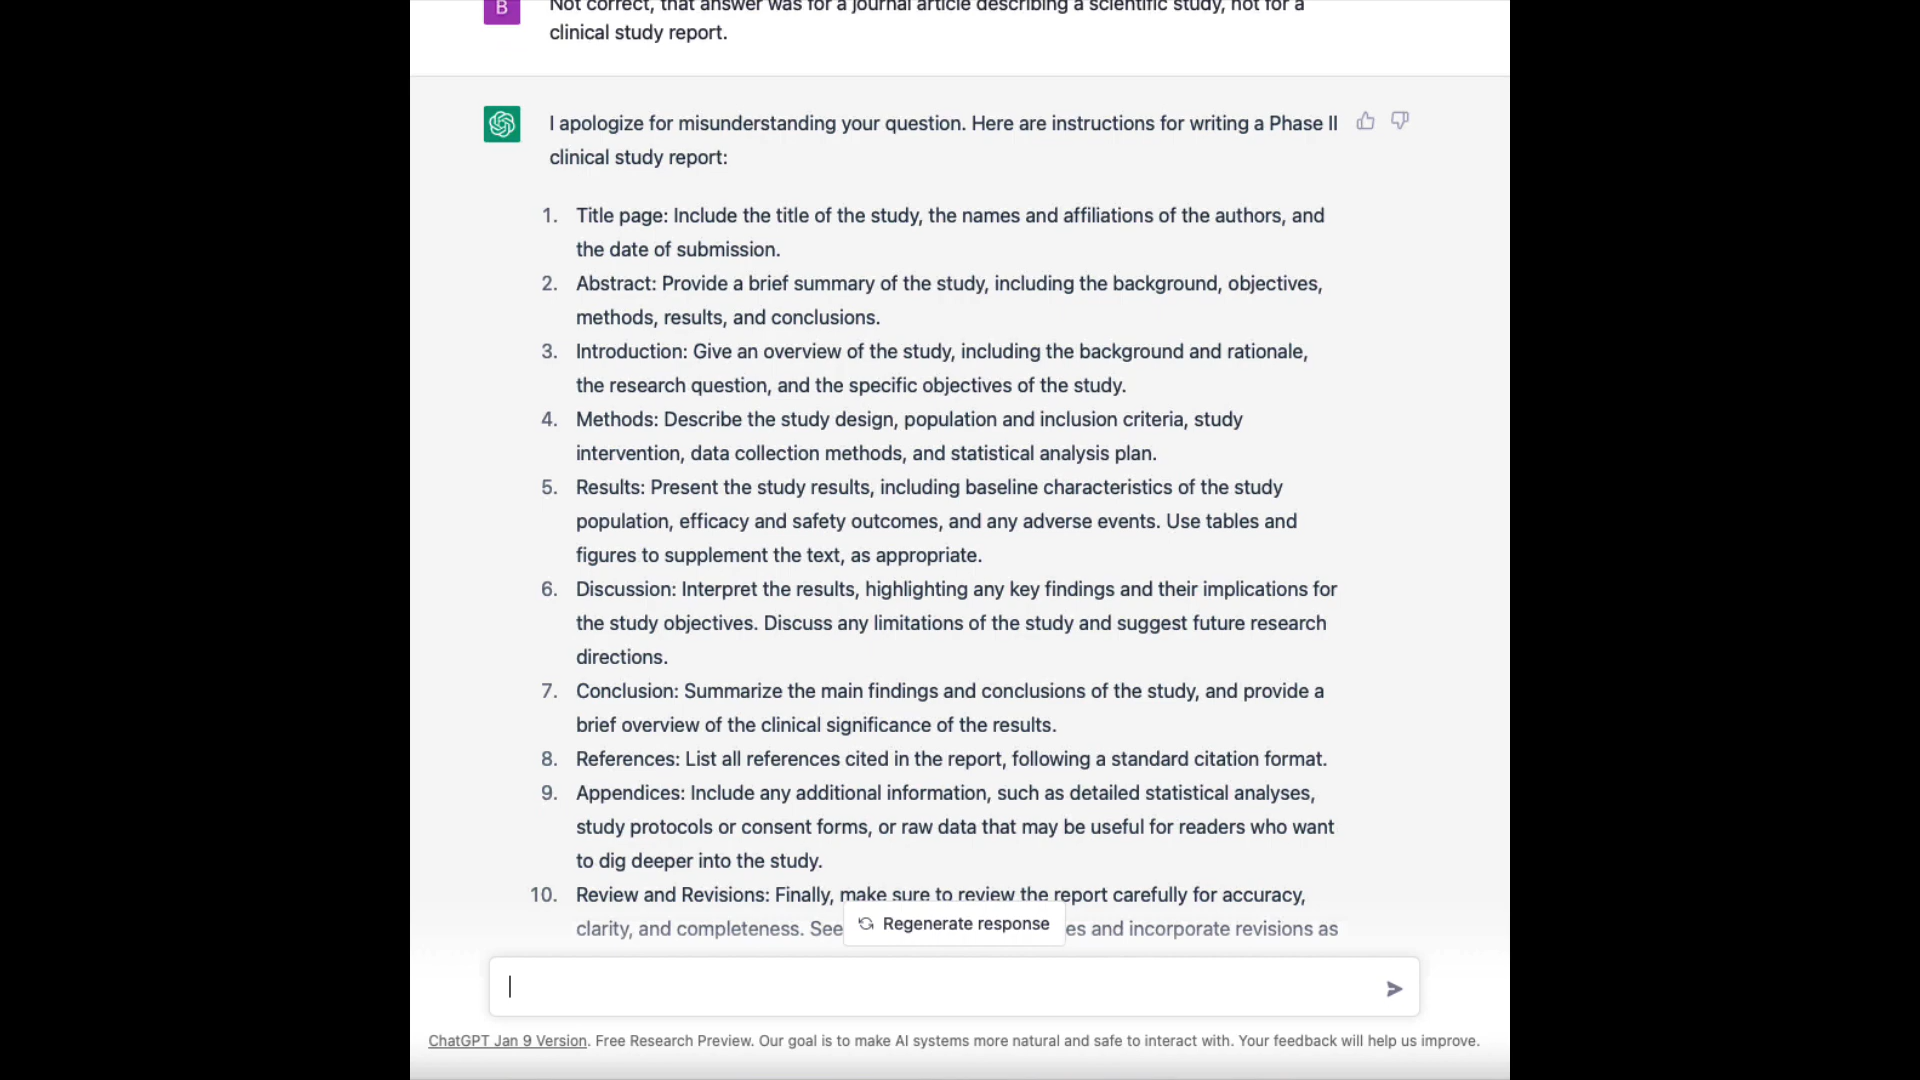 B
Not correct, that answer was for a journal article describing a scientific study, not for a
clinical study report.
I apologize for misunderstanding your question. Here are instructions for writing a Phase II
clinical study report:
1. Title page: Include the title of the study, the names and affiliations of the authors, and
the date of submission.
2. Abstract: Provide a brief summary of the study, including the background, objectives,
methods, results, and conclusions.
3. Introduction: Give an overview of the study, including the background and rationale,
the research question, and the specific objectives of the study.
4. Methods: Describe the study design, population and inclusion criteria, study
intervention, data collection methods, and statistical analysis plan.
5. Results: Present the study results, including baseline characteristics of the study
population, efficacy and safety outcomes, and any adverse events. Use tables and
figures to supplement the text, as appropriate.
6. Discussion: Interpret the results, highlighting any key findings and their implications for
the study objectives. Discuss any limitations of the study and suggest future research
directions.
7. Conclusion: Summarize the main findings and conclusions of the study, and provide a
brief overview of the clinical significance of the results.
8. References: List all references cited in the report, following a standard citation format.
9. Appendices: Include any additional information, such as detailed statistical analyses,
study protocols or consent forms, or raw data that may be useful for readers who want
to dig deeper into the study.
10. Review and Revisions: Finally, make sure to review the report carefully for accuracy,
clarity, and completeness. See es and incorporate revisions as
Regenerate response
ChatGPT Jan 9 Version. Free Research Preview. Our goal is to make AI systems more natural and safe to interact with. Your feedback will help us improve.